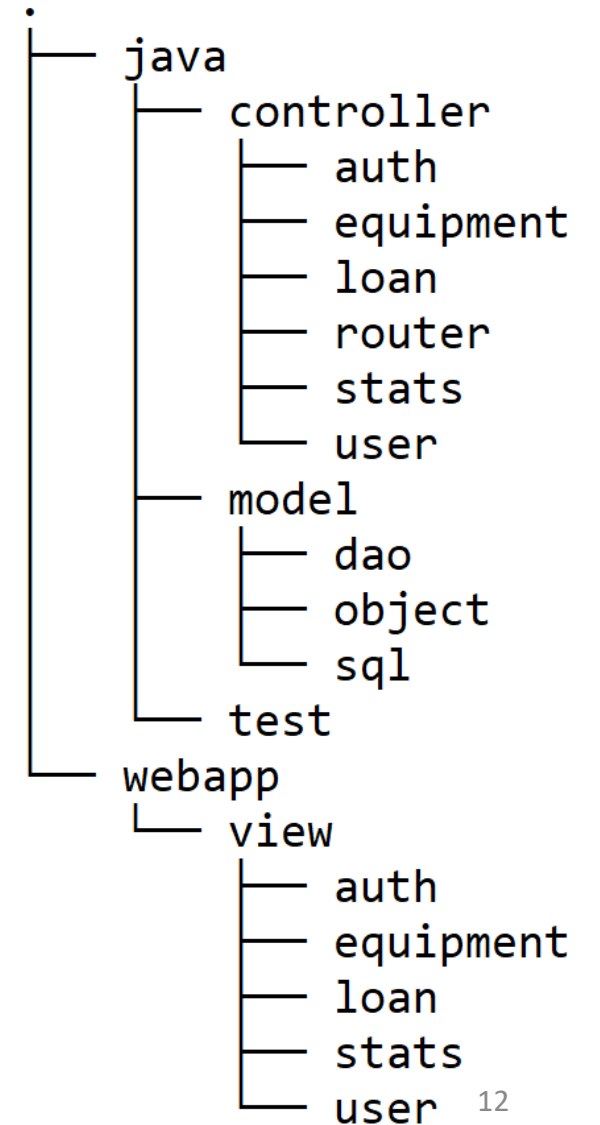 .
java
controller
auth
equipment
loan
router
stats
user
model
dao
object
sql
test
webapp
view
auth
equipment
loan
stats
user 12